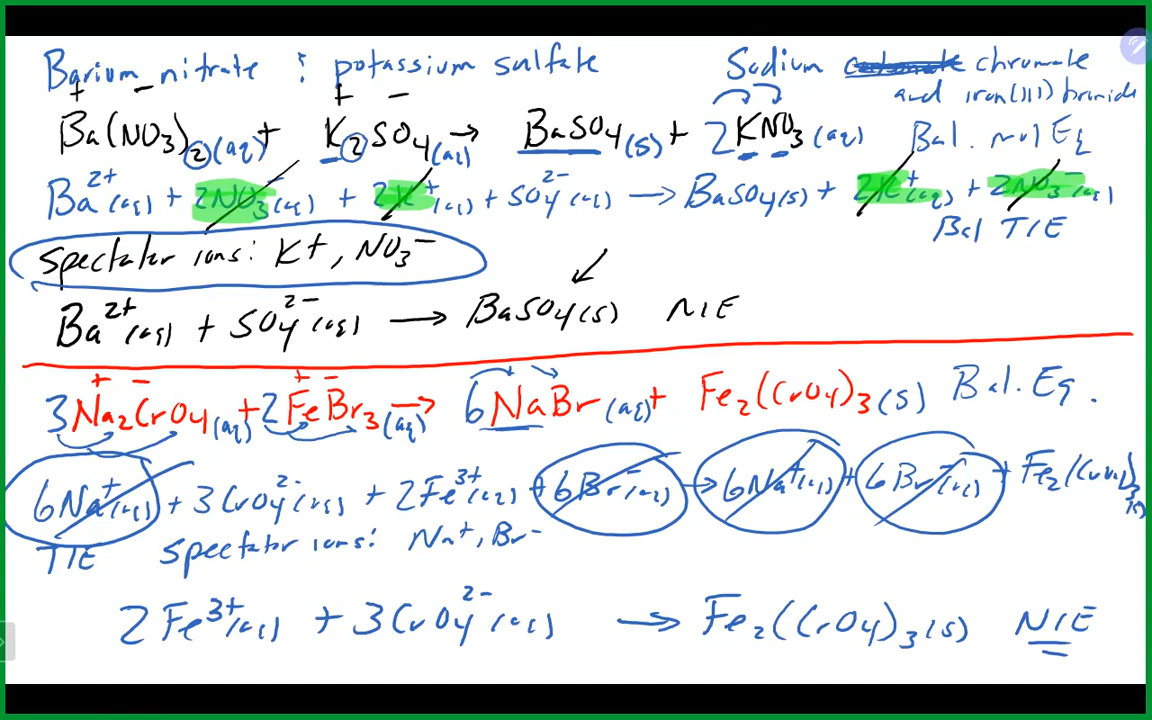 Barium nitrate : potassium sulfate
Sodium chromate
and iron(III) bromide
+ - + -
Ba(NO3)2(aq) + K2SO4(aq) → BaSO4(s) + 2KNO3(aq) Bal. mol Eq
Ba2+(aq) + 2NO3-(aq) + 2K+(aq) + SO42-(aq) → BaSO4(s) + 2K+(aq) + 2NO3-(aq)
Bal TIE
spectator ions: K+, NO3-
Ba2+(aq) + SO42-(aq) → BaSO4(s) NIE
+ - + -
3Na2CrO4(aq) + 2FeBr3(aq) → 6NaBr(aq) + Fe2(CrO4)3(s) Bal. Eq.
6Na+(aq) + 3CrO42-(aq) + 2Fe3+(aq) + 6Br-(aq) → 6Na+(aq) + 6Br-(aq) + Fe2(CrO4)3(s)
TIE spectator ions: Na+, Br-
2Fe3+(aq) + 3CrO42-(aq) → Fe2(CrO4)3(s) NIE